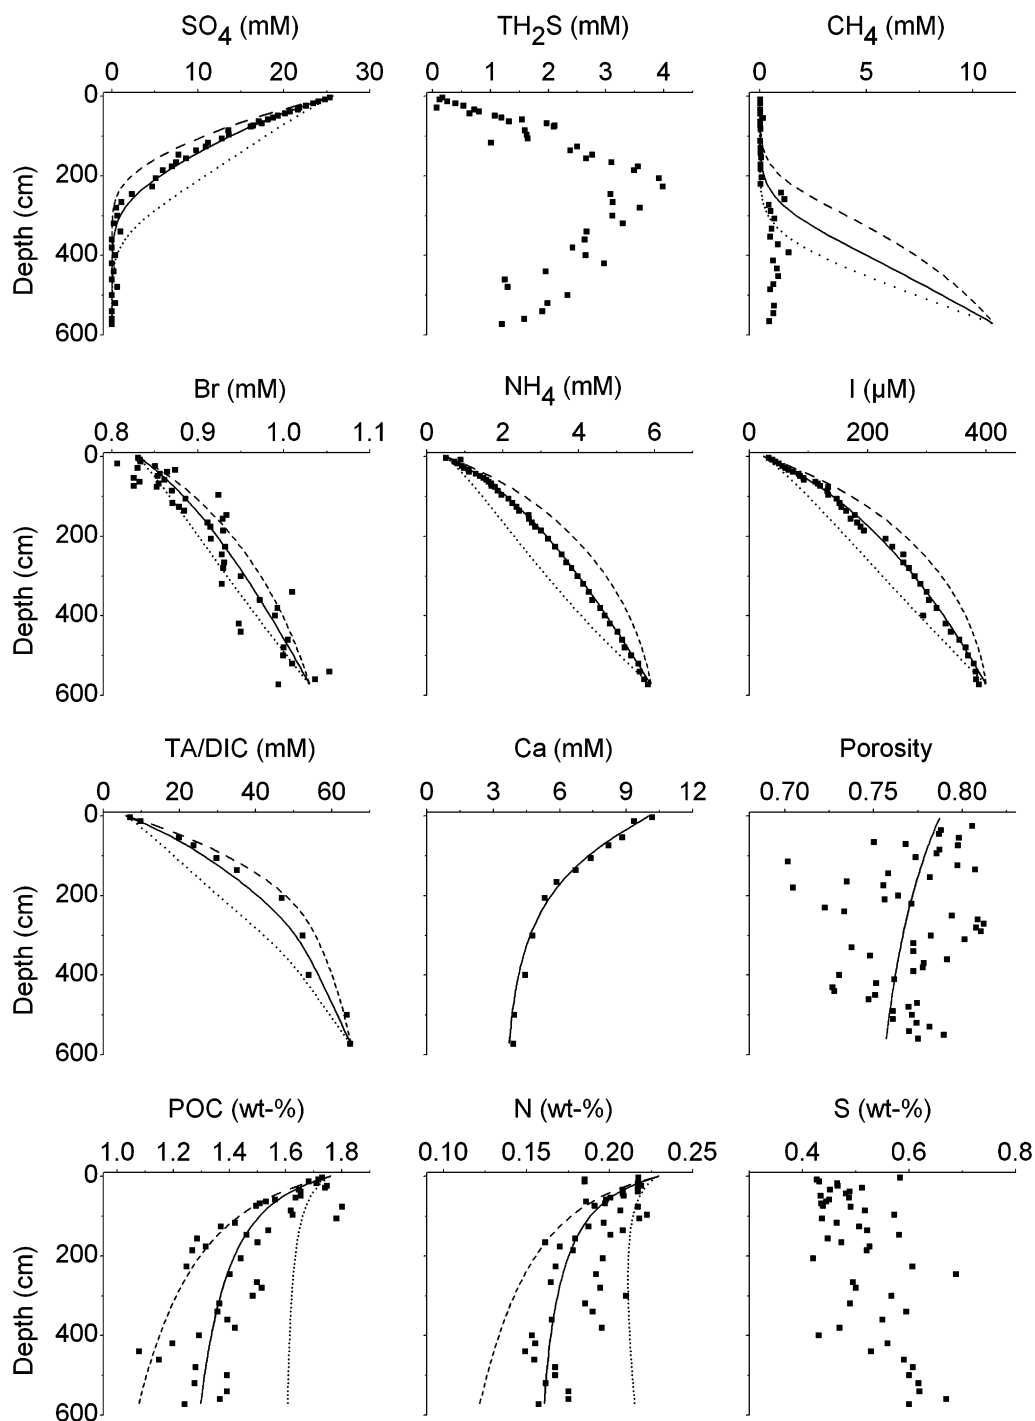 SO4 (mM) TH2S (mM) CH4 (mM)
0 10 20 30 0 1 2 3 4 0 5 10
0
200
400
600
Depth (cm)
Br (mM) NH4 (mM) I (µM)
0.8 0.9 1.0 1.1 0 2 4 6 0 200 400
0
200
400
600
Depth (cm)
TA/DIC (mM) Ca (mM) Porosity
0 20 40 60 0 3 6 9 12 0.70 0.75 0.80
0
200
400
600
Depth (cm)
POC (wt-%) N (wt-%) S (wt-%)
1.0 1.2 1.4 1.6 1.8 0.10 0.15 0.20 0.25 0.4 0.6 0.8
0
200
400
600
Depth (cm)